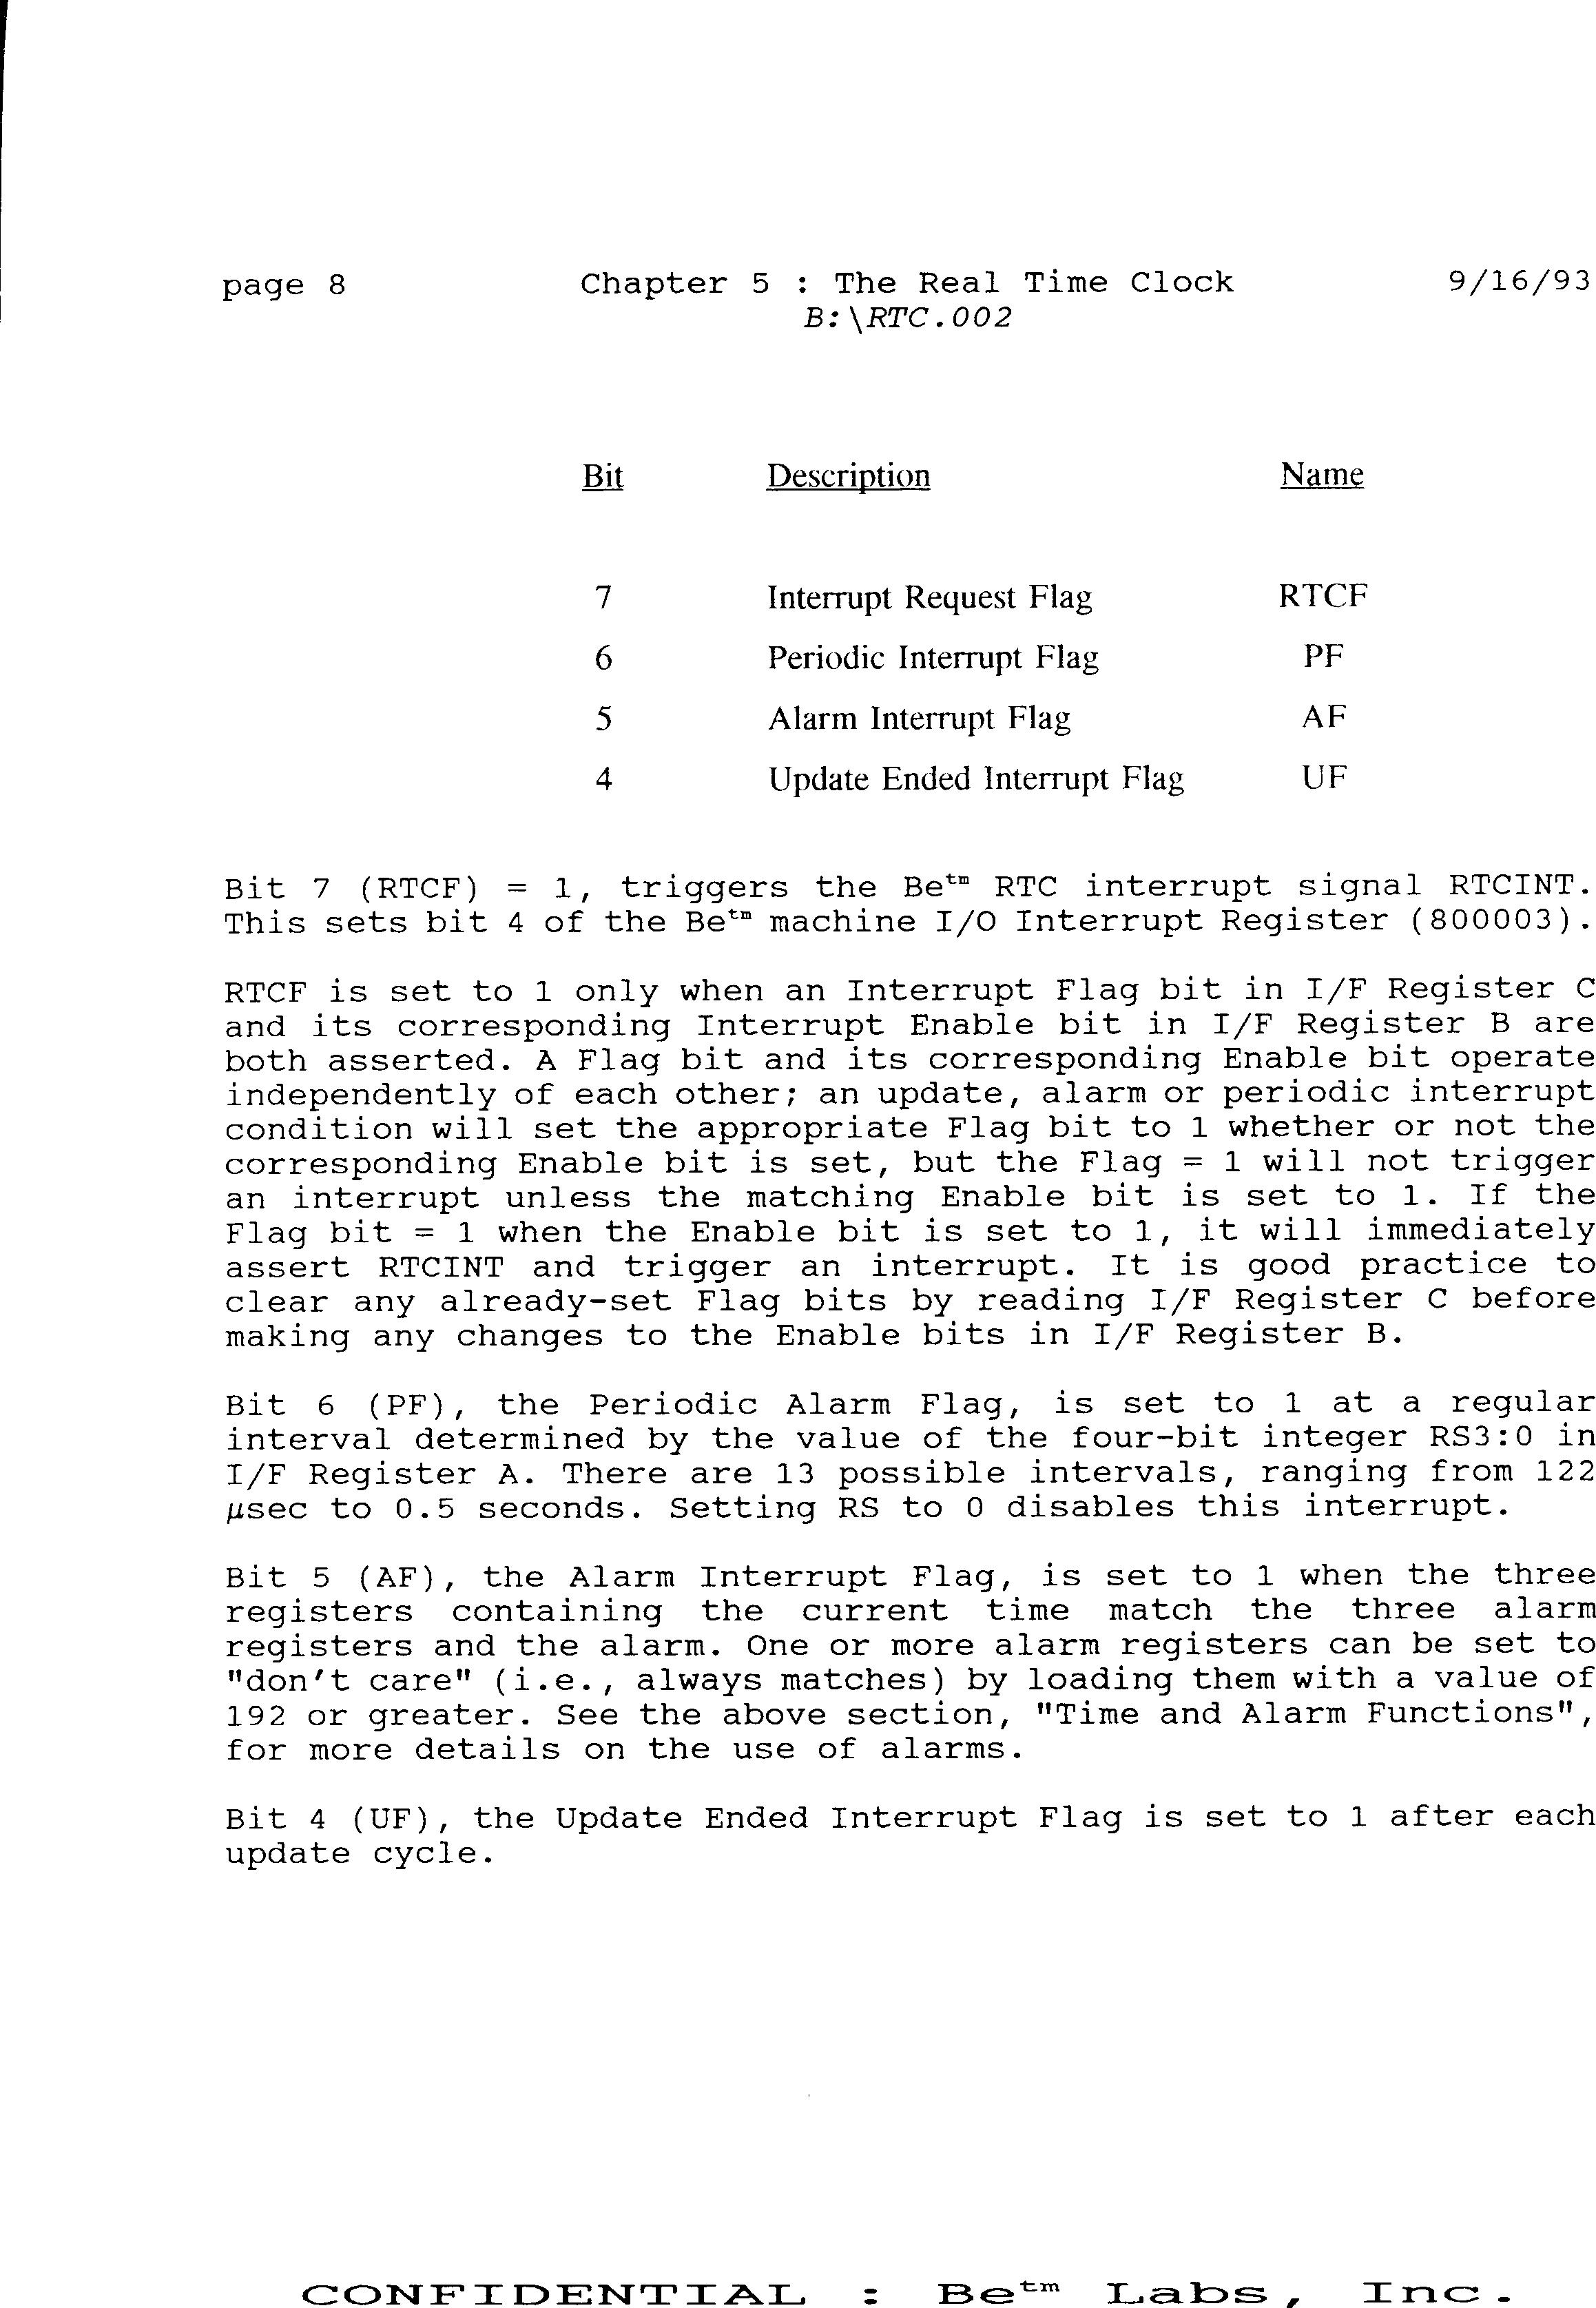 page 8 Chapter 5 : The Real Time Clock 9/16/93
B:\RTC.002
Bit Description Name
7 Interrupt Request Flag RTCF
6 Periodic Interrupt Flag PF
5 Alarm Interrupt Flag AF
4 Update Ended Interrupt Flag UF
Bit 7 (RTCF) = 1, triggers the Be™ RTC interrupt signal RTCINT.
This sets bit 4 of the Be™ machine I/O Interrupt Register (800003).
RTCF is set to 1 only when an Interrupt Flag bit in I/F Register C
and its corresponding Interrupt Enable bit in I/F Register B are
both asserted. A Flag bit and its corresponding Enable bit operate
independently of each other; an update, alarm or periodic interrupt
condition will set the appropriate Flag bit to 1 whether or not the
corresponding Enable bit is set, but the Flag = 1 will not trigger
an interrupt unless the matching Enable bit is set to 1. If the
Flag bit = 1 when the Enable bit is set to 1, it will immediately
assert RTCINT and trigger an interrupt. It is good practice to
clear any already-set Flag bits by reading I/F Register C before
making any changes to the Enable bits in I/F Register B.
Bit 6 (PF), the Periodic Alarm Flag, is set to 1 at a regular
interval determined by the value of the four-bit integer RS3:0 in
I/F Register A. There are 13 possible intervals, ranging from 122
μsec to 0.5 seconds. Setting RS to 0 disables this interrupt.
Bit 5 (AF), the Alarm Interrupt Flag, is set to 1 when the three
registers containing the current time match the three alarm
registers and the alarm. One or more alarm registers can be set to
"don't care" (i.e., always matches) by loading them with a value of
192 or greater. See the above section, "Time and Alarm Functions",
for more details on the use of alarms.
Bit 4 (UF), the Update Ended Interrupt Flag is set to 1 after each
update cycle.
CONFIDENTIAL : Be™ Labs, Inc.